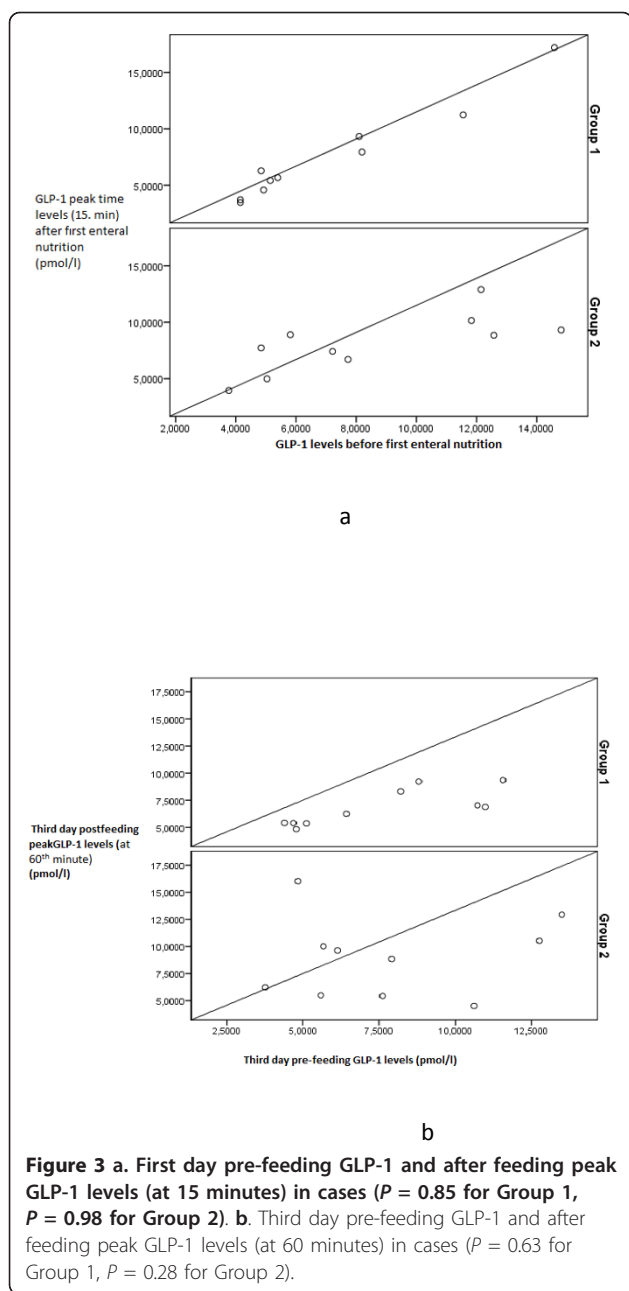 15,0000
10,0000
5,0000
Group 1
GLP-1 peak time
levels (15. min)
after first enteral
nutrition
(pmol/l)
15,0000
10,0000
5,0000
Group 2
2,0000 4,0000 6,0000 8,0000 10,0000 12,0000 14,0000
GLP-1 levels before first enteral nutrition
a
17,5000
15,0000
12,5000
10,0000
7,5000
5,0000
Group 1
Third day postfeeding
peakGLP-1 levels (at
60th minute)
(pmol/l)
17,5000
15,0000
12,5000
10,0000
7,5000
5,0000
Group 2
2,5000 5,0000 7,5000 10,0000 12,5000
Third day pre-feeding GLP-1 levels (pmol/l)
b
Figure 3 a. First day pre-feeding GLP-1 and after feeding peak
GLP-1 levels (at 15 minutes) in cases (P = 0.85 for Group 1,
P = 0.98 for Group 2). b. Third day pre-feeding GLP-1 and after
feeding peak GLP-1 levels (at 60 minutes) in cases (P = 0.63 for
Group 1, P = 0.28 for Group 2).